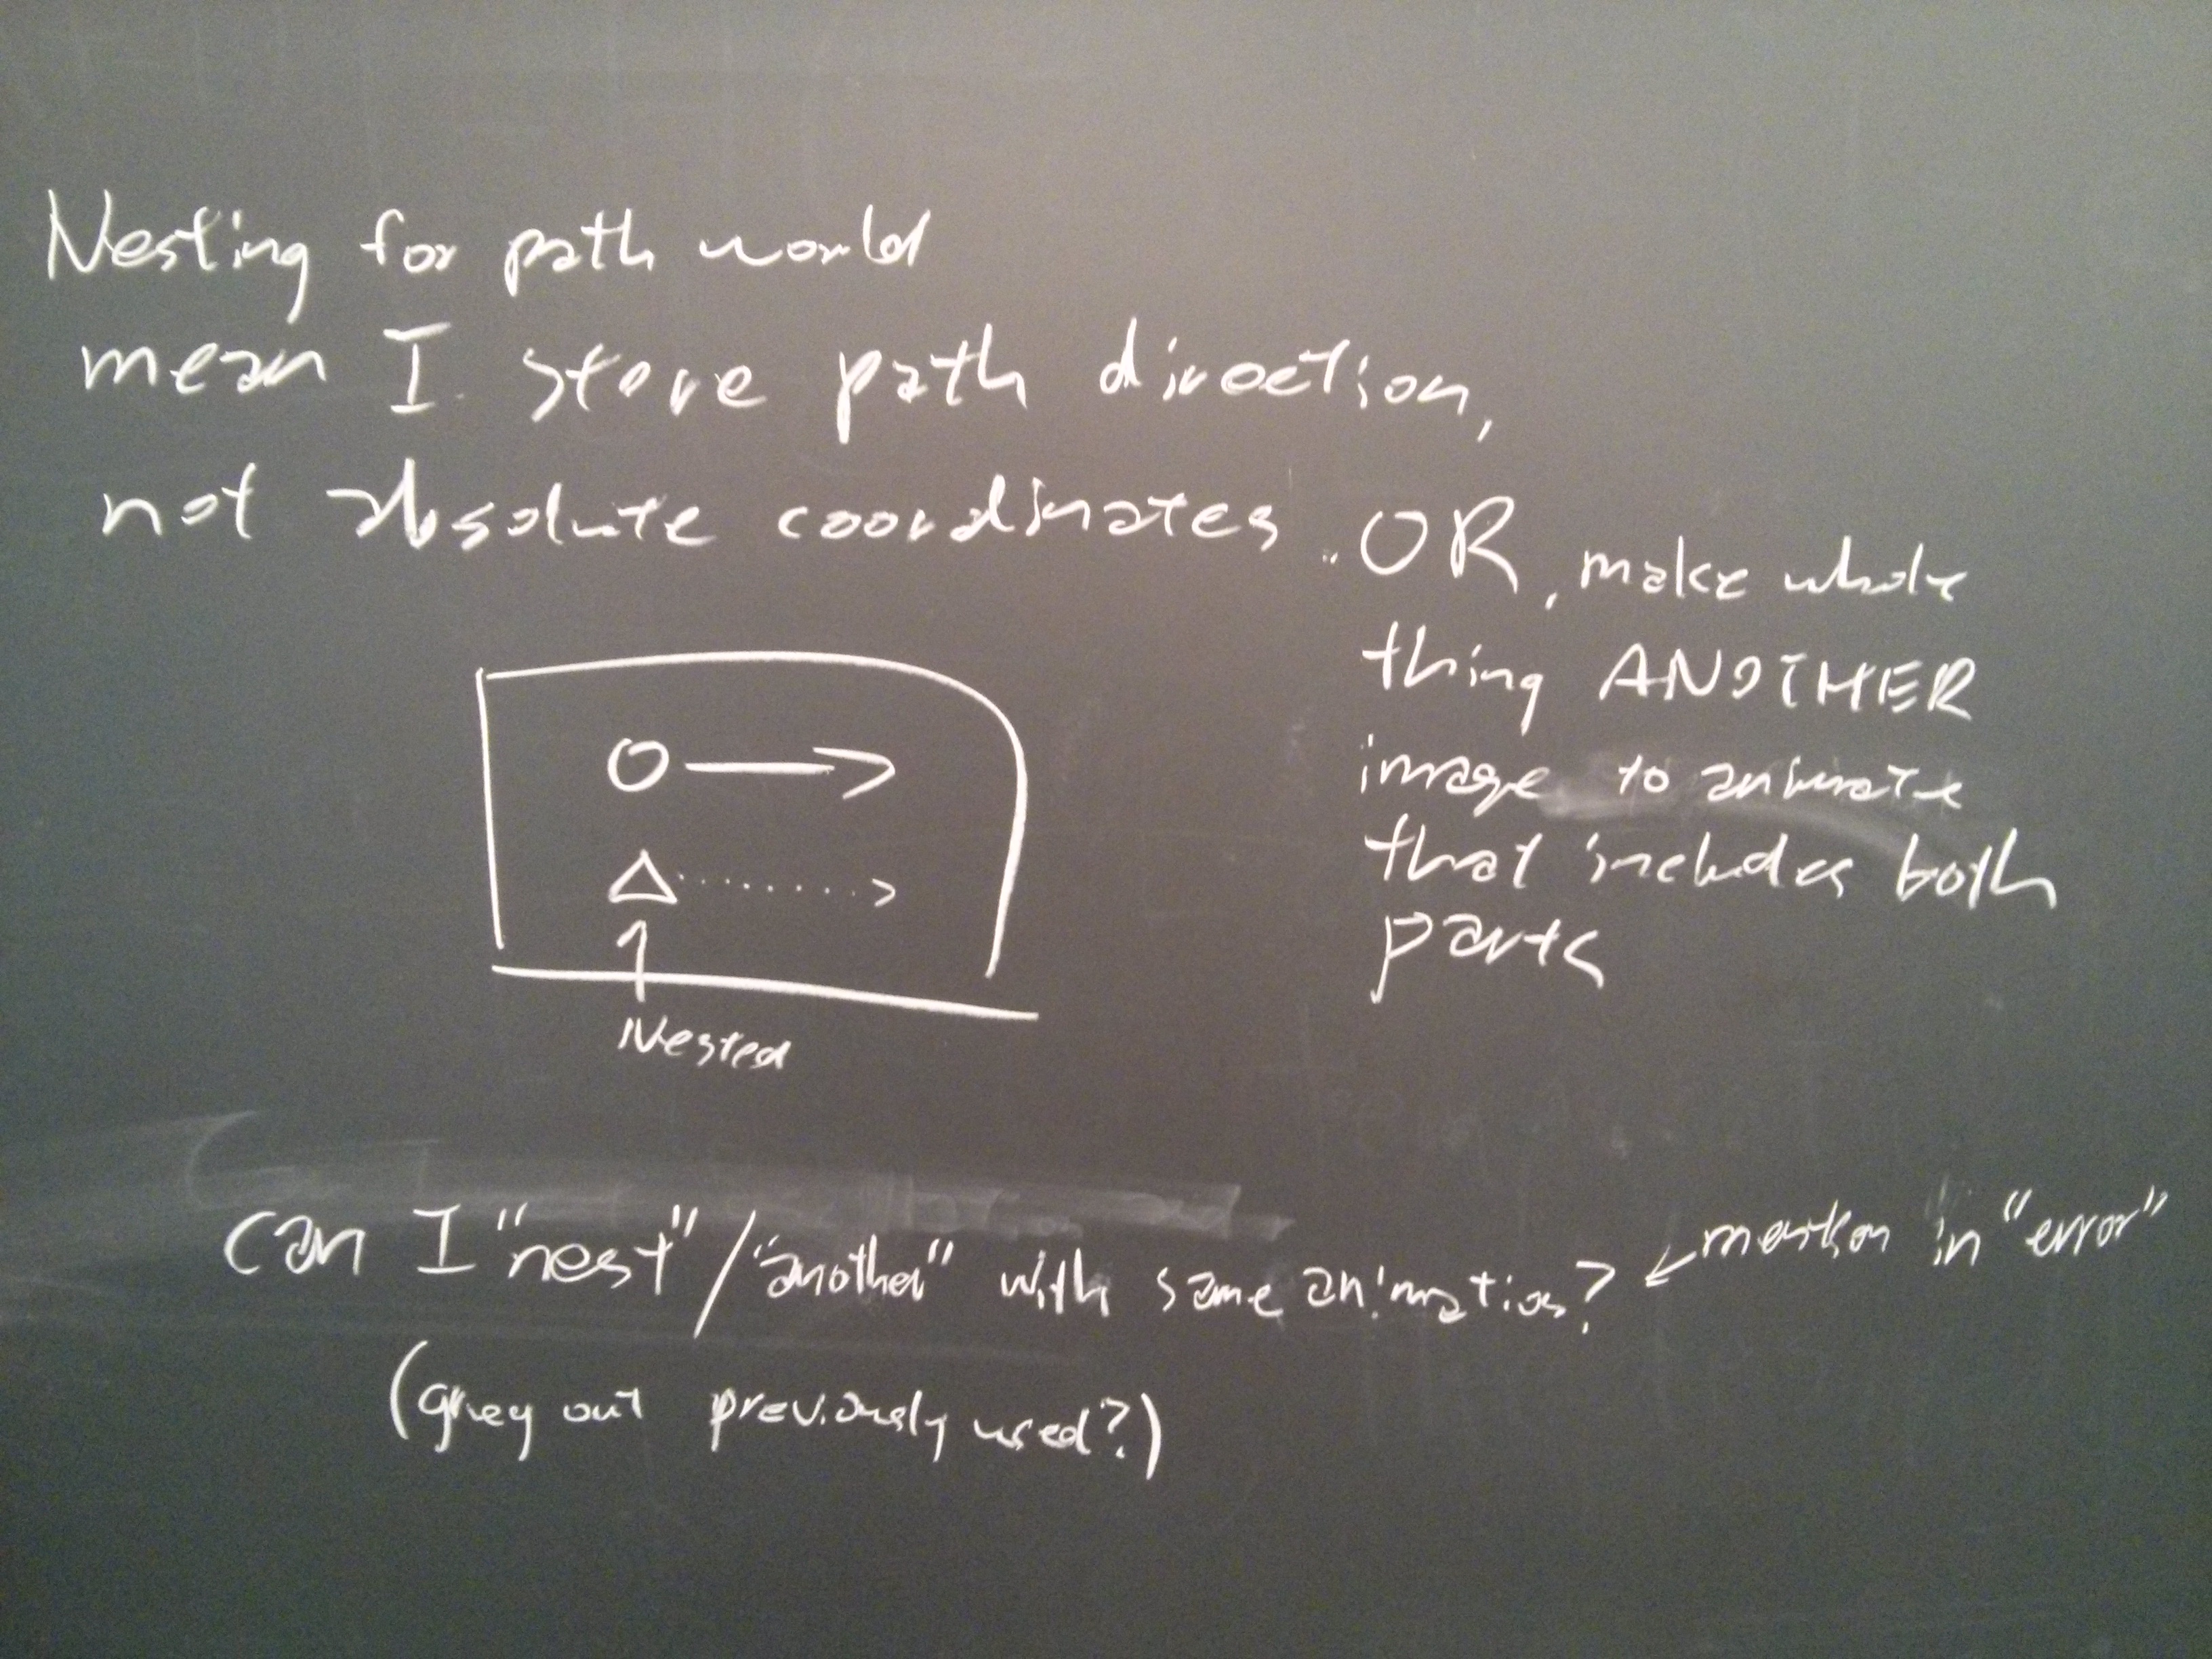 Nesting for path would
mean I store path direction,
not absolute coordinates.
OR, make whole
thing ANOTHER
image to animate
that includes both
parts
Nested
Can I "nest"/"another" with same animation?
mention in "error"
(grey out previously used?)